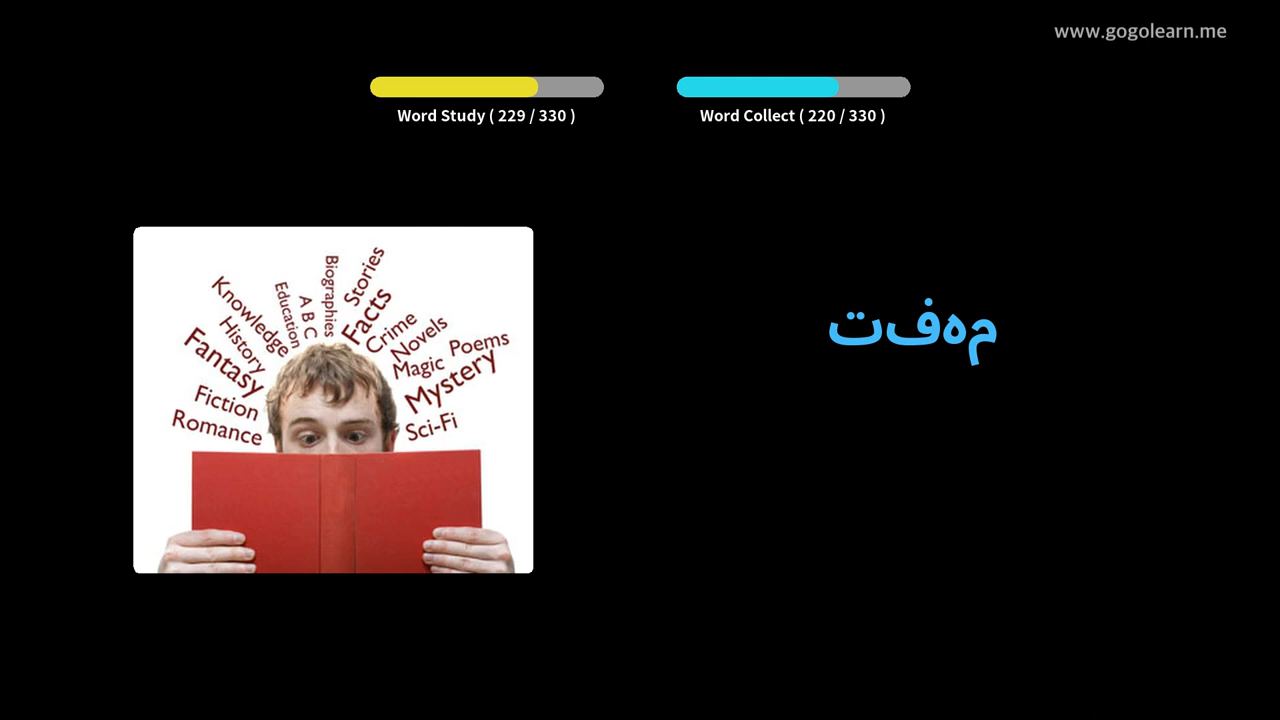 www.gogolearn.me
Word Study ( 229 / 330 )
Word Collect ( 220 / 330 )
Knowledge
Education
A B C
Biographies
Stories
Facts
Crime
Novels
Poems
Magic
Mystery
Sci-Fi
History
Fantasy
Fiction
Romance
مهفت